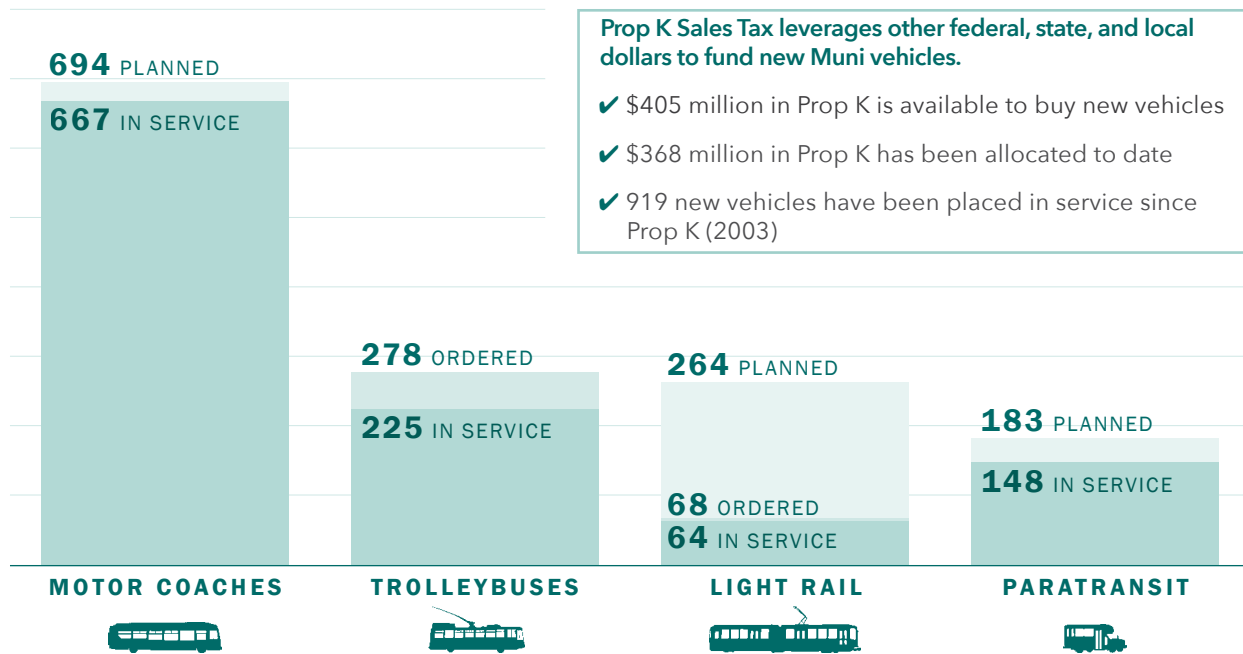 Prop K Sales Tax leverages other federal, state, and local
dollars to fund new Muni vehicles.
✔ $405 million in Prop K is available to buy new vehicles
✔ $368 million in Prop K has been allocated to date
✔ 919 new vehicles have been placed in service since
Prop K (2003)
694 PLANNED
667 IN SERVICE
278 ORDERED
225 IN SERVICE
264 PLANNED
68 ORDERED
64 IN SERVICE
183 PLANNED
148 IN SERVICE
MOTOR COACHES
TROLLEYBUSES
LIGHT RAIL
PARATRANSIT